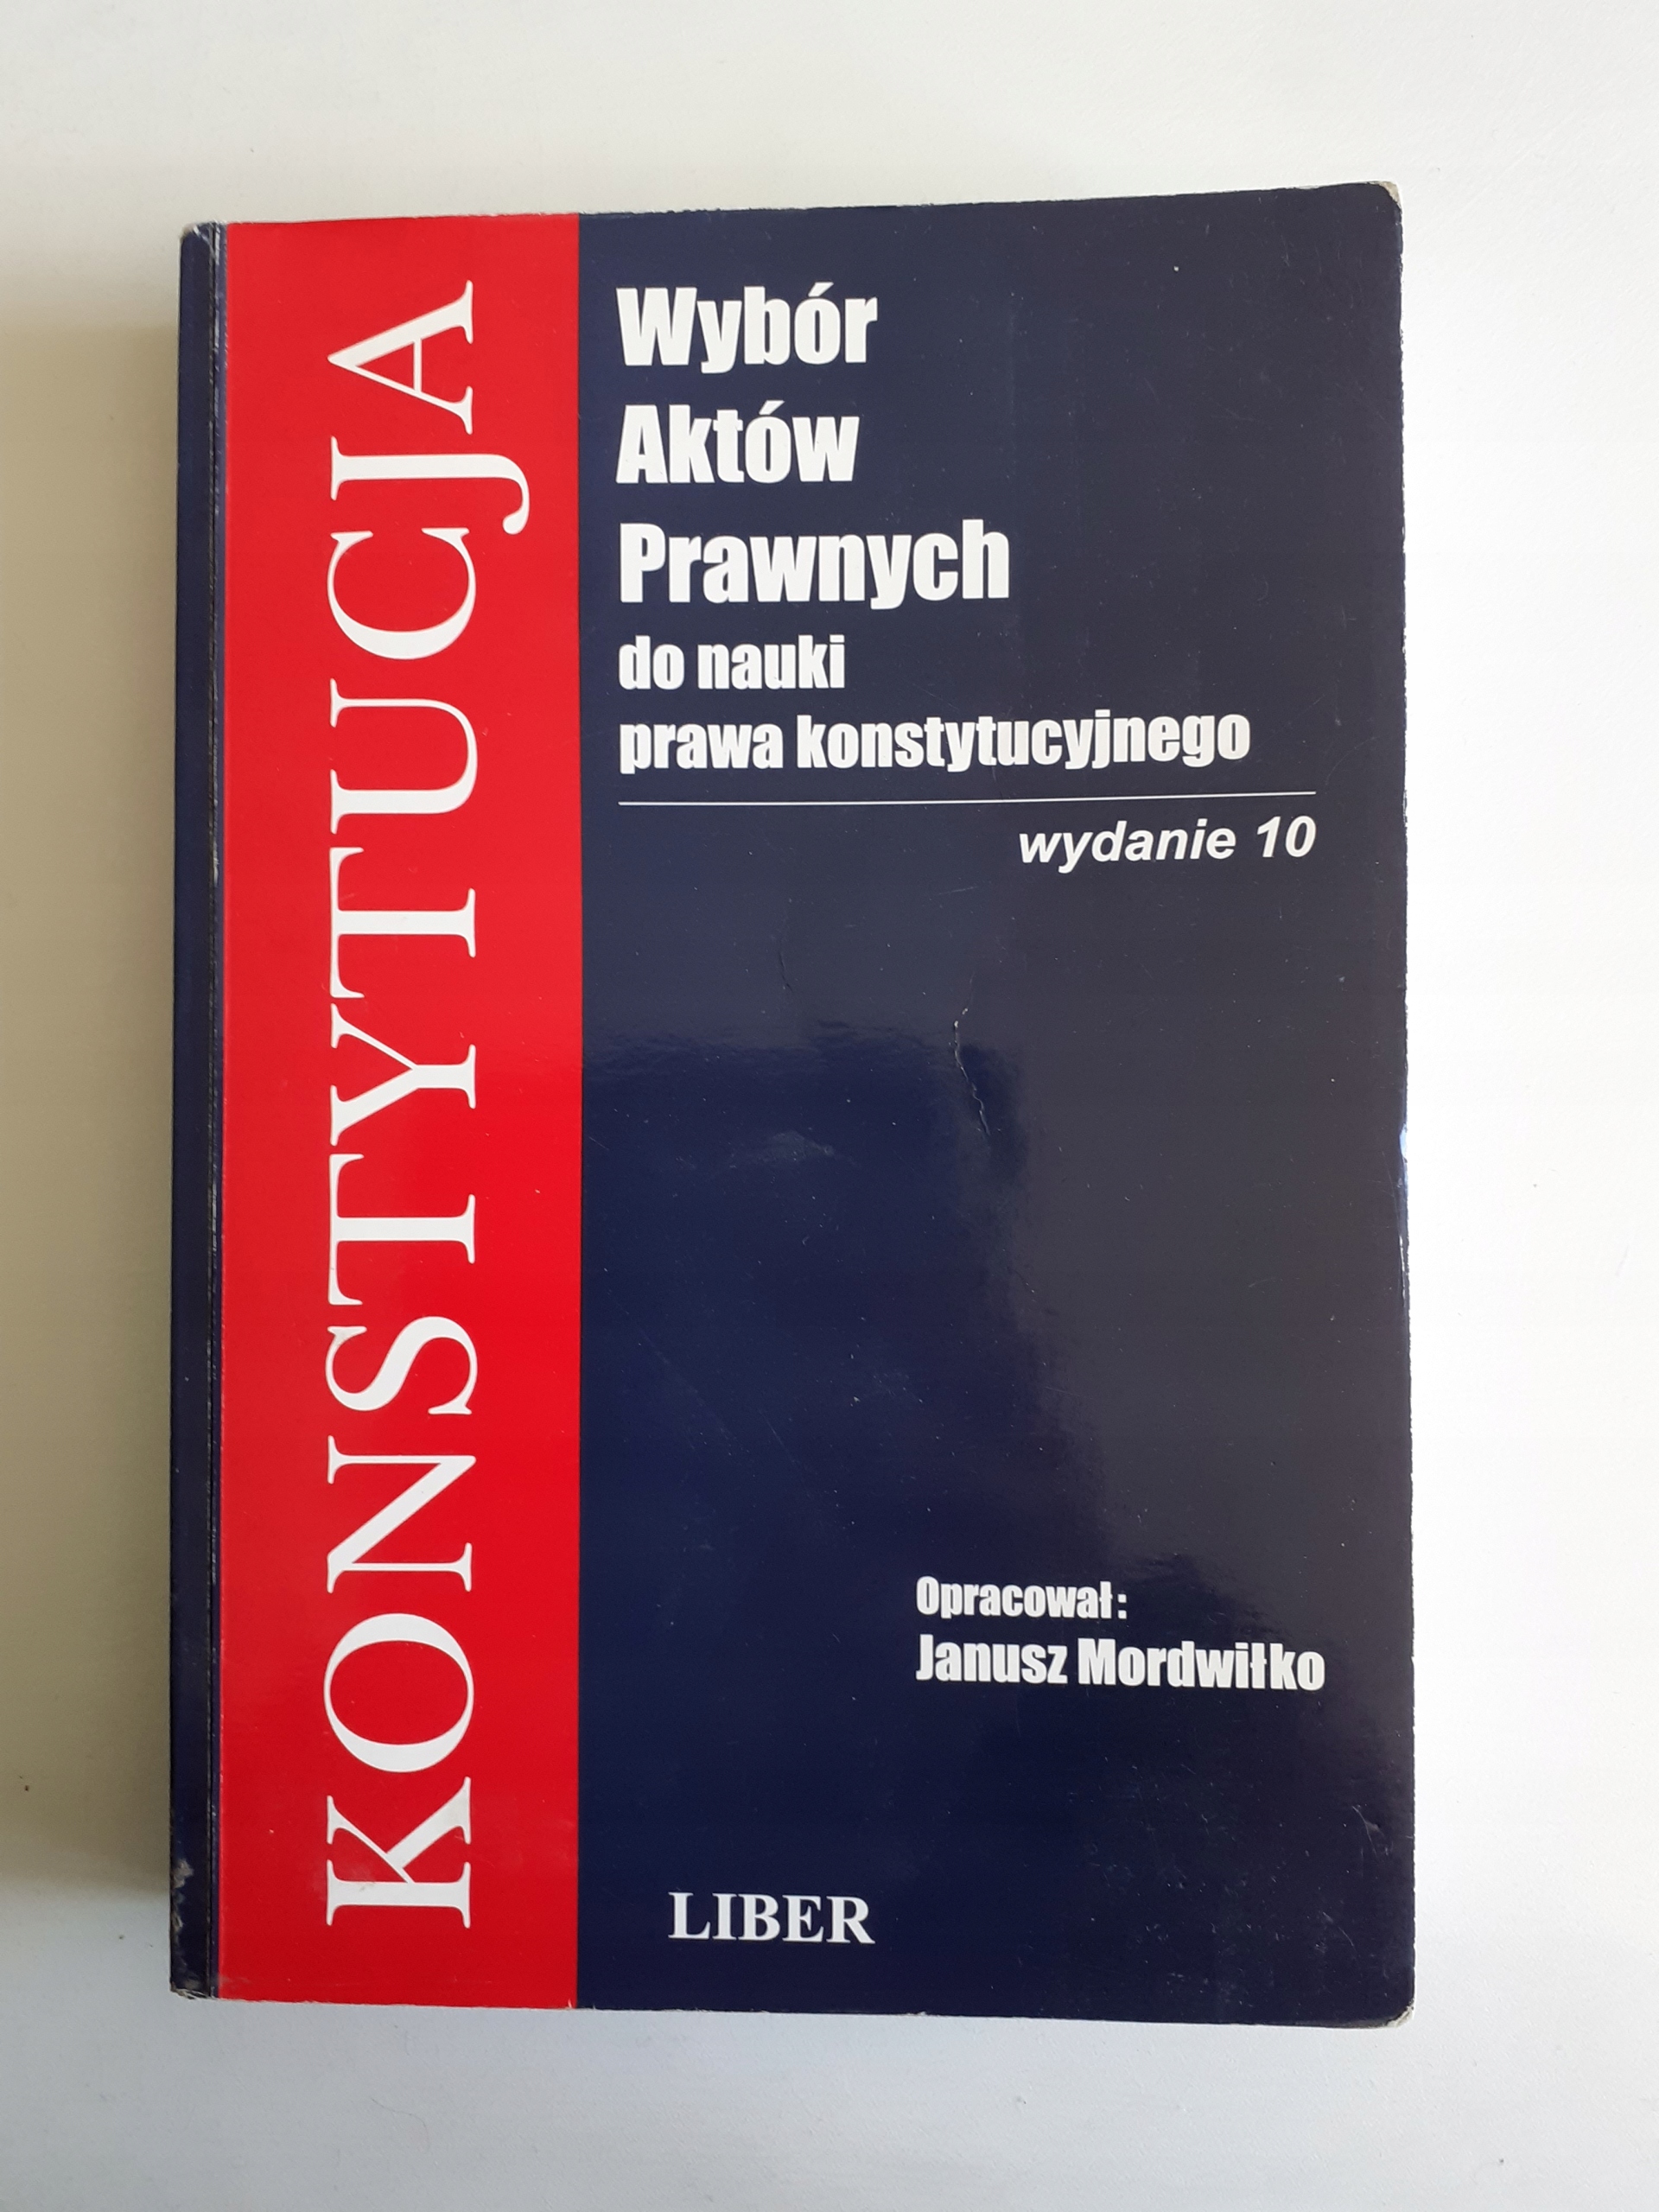 KONSTYTUCJA
Wybór
Aktów
Prawnych
do nauki
prawa konstytucyjnego
wydanie 10
Opracował:
Janusz Mordwiłko
LIBER